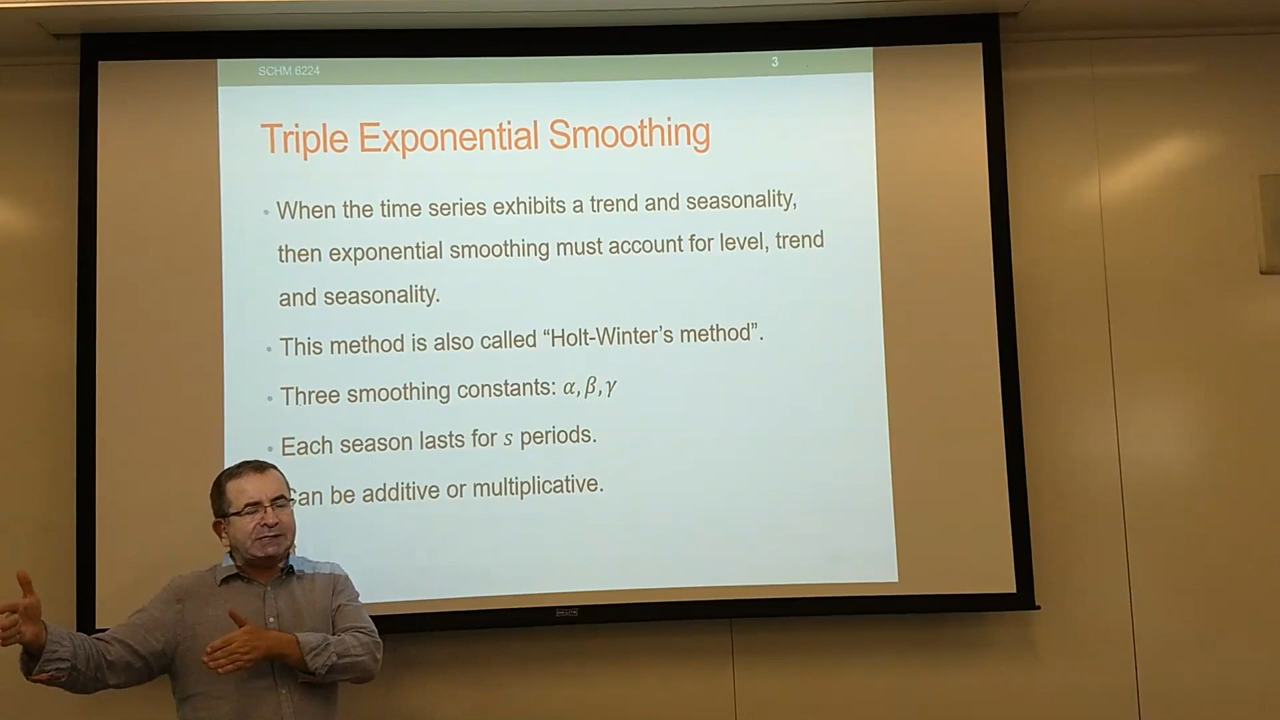 SCHM 6224
3
Triple Exponential Smoothing
• When the time series exhibits a trend and seasonality,
then exponential smoothing must account for level, trend
and seasonality.
• This method is also called “Holt-Winter’s method”.
• Three smoothing constants: α,β,γ
• Each season lasts for s periods.
Can be additive or multiplicative.